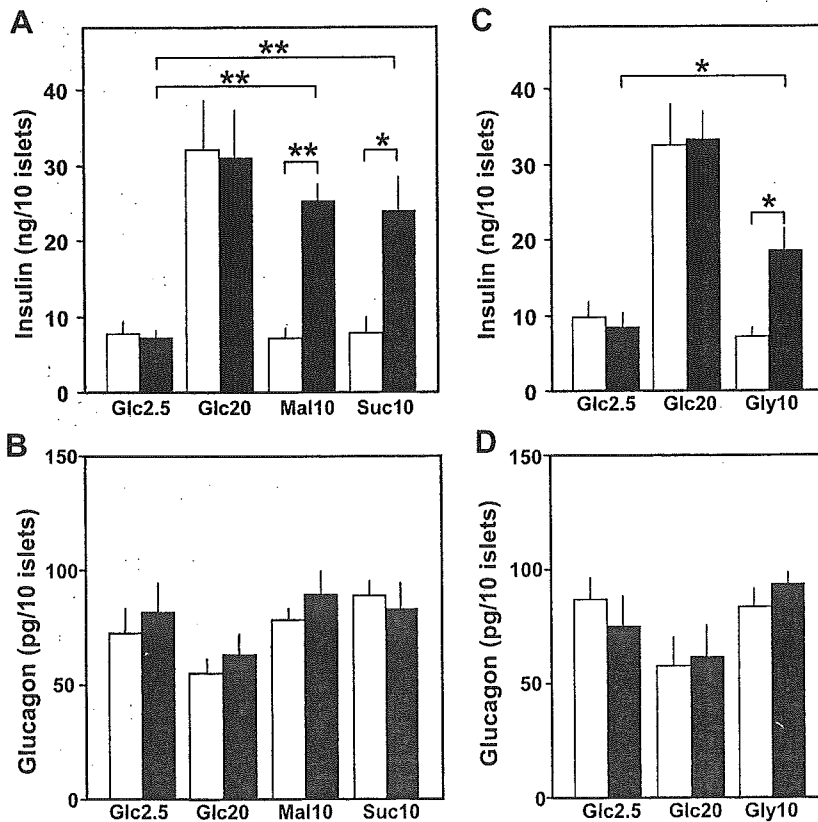 A
Insulin (ng/10 islets)
40
30
20
10
0
**
**
**
*
Glc2.5 Glc20 Mal10 Suc10
C
Insulin (ng/10 islets)
40
30
20
10
0
*
*
Glc2.5 Glc20 Gly10
B
Glucagon (pg/10 islets)
150
100
50
0
Glc2.5 Glc20 Mal10 Suc10
D
Glucagon (pg/10 islets)
150
100
50
0
Glc2.5 Glc20 Gly10